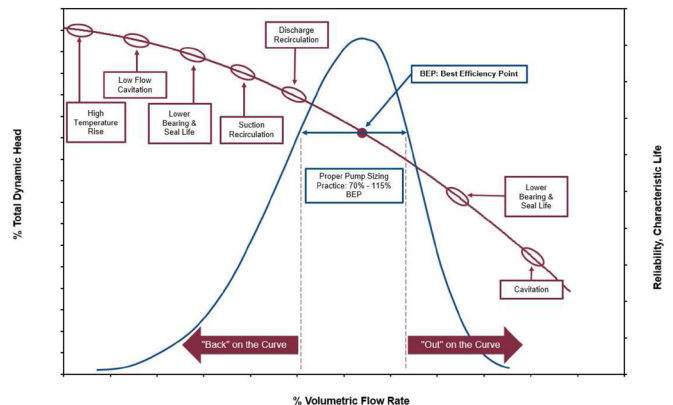 Discharge
Recirculation
Low Flow
Cavitation
BEP: Best Efficiency Point
High
Temperature
Rise
Lower
Bearing &
Seal Life
Suction
Recirculation
Proper Pump Sizing
Practice: 70% - 115%
BEP
Lower
Bearing &
Seal Life
Cavitation
"Back" on the Curve
"Out" on the Curve
% Total Dynamic Head
Reliability, Characteristic Life
% Volumetric Flow Rate